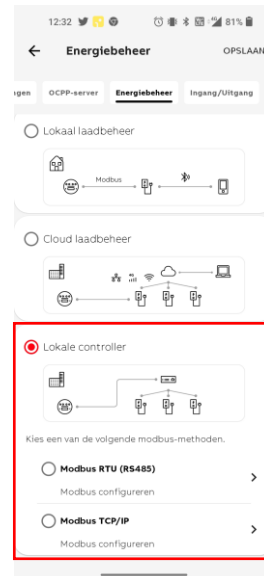 12:32 81%
Energiebeheer OPSLAAN
gen OCPP-server Energiebeheer Ingang/Uitgang
Lokaal laadbeheer
Modbus
Cloud laadbeheer
Lokale controller
Kies een van de volgende modbus-methoden.
Modbus RTU (RS485)
Modbus configureren
Modbus TCP/IP
Modbus configureren